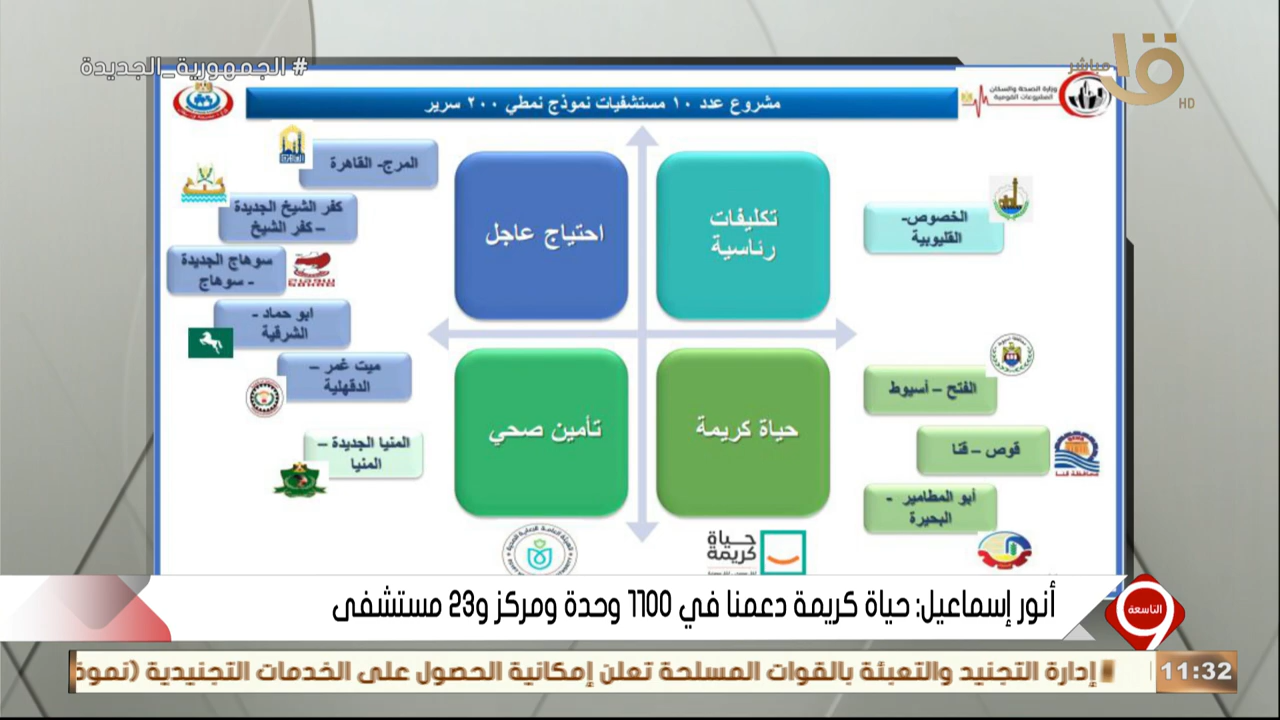 # الجمهورية_الجديدة
مباشر
HD
وزارة الصحة والسكان
المشروعات القومية
مشروع عدد ١٠ مستشفيات نموذج نمطي ٢٠٠ سرير
تكليفات
رئاسية
احتياج عاجل
حياة كريمة
تأمين صحي
الخصوص-
القليوبية
الفتح – أسيوط
قوص – قنا
أبو المطامير -
البحيرة
المرج- القاهرة
كفر الشيخ الجديدة
– كفر الشيخ
سوهاج الجديدة
- سوهاج
ابو حماد -
الشرقية
ميت غمر –
الدقهلية
المنيا الجديدة –
المنيا
حياة
كريمة
التاسعة
أنور إسماعيل: حياة كريمة دعمنا في 1100 وحدة ومركز و23 مستشفى
إدارة التجنيد والتعبئة بالقوات المسلحة تعلن إمكانية الحصول على الخدمات التجنيدية (نموذ
11:32